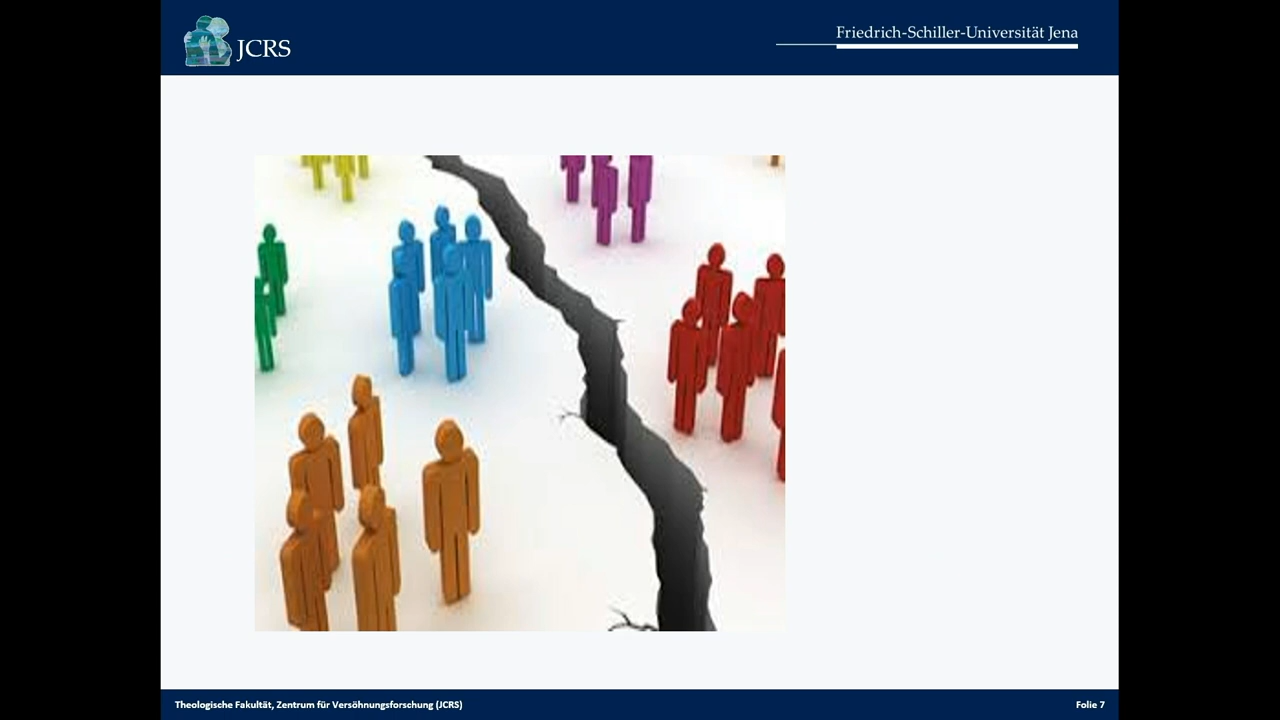 JCRS
Friedrich-Schiller-Universität Jena
Theologische Fakultät, Zentrum für Versöhnungsforschung (JCRS)
Folie 7